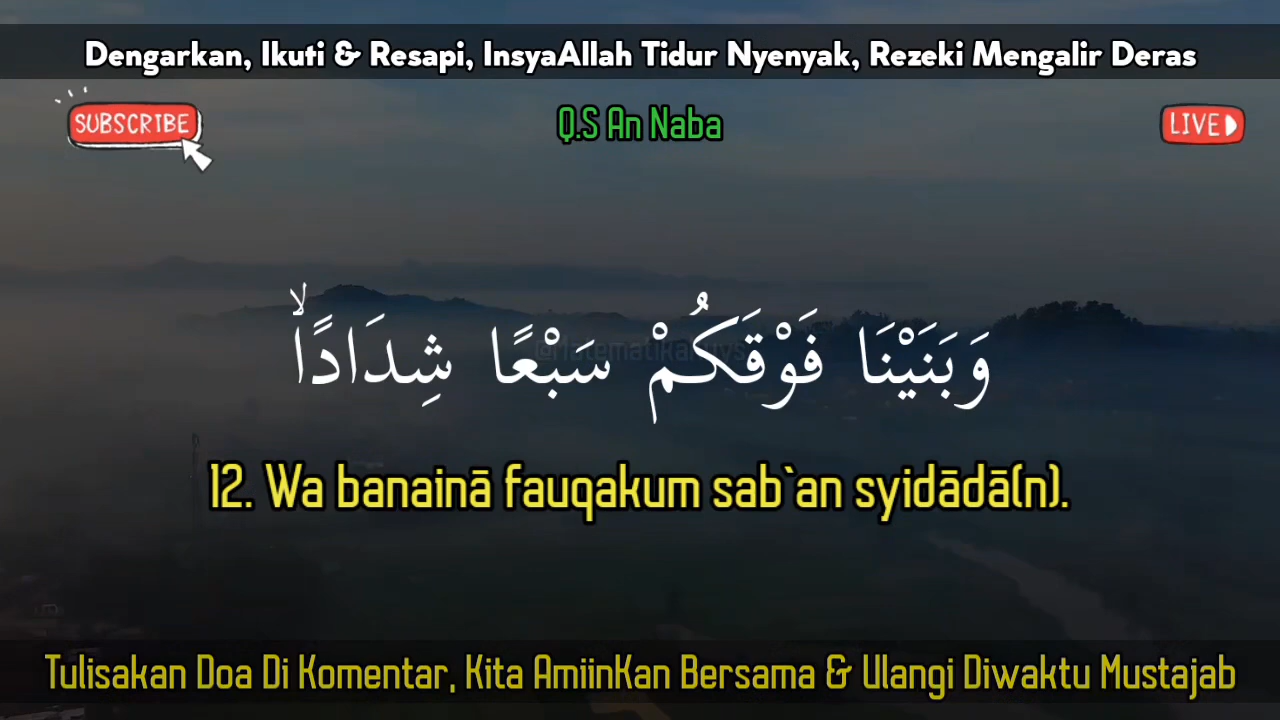 Dengarkan, Ikuti & Resapi, InsyaAllah Tidur Nyenyak, Rezeki Mengalir Deras
SUBSCRIBE
Q.S An Naba
LIVE
وَبَنَيْنَا فَوْقَكُمْ سَبْعًا شِدَادًاۙ
12. Wa banainā fauqakum sab`an syidādā(n).
Tulisakan Doa Di Komentar, Kita AmiinKan Bersama & Ulangi Diwaktu Mustajab